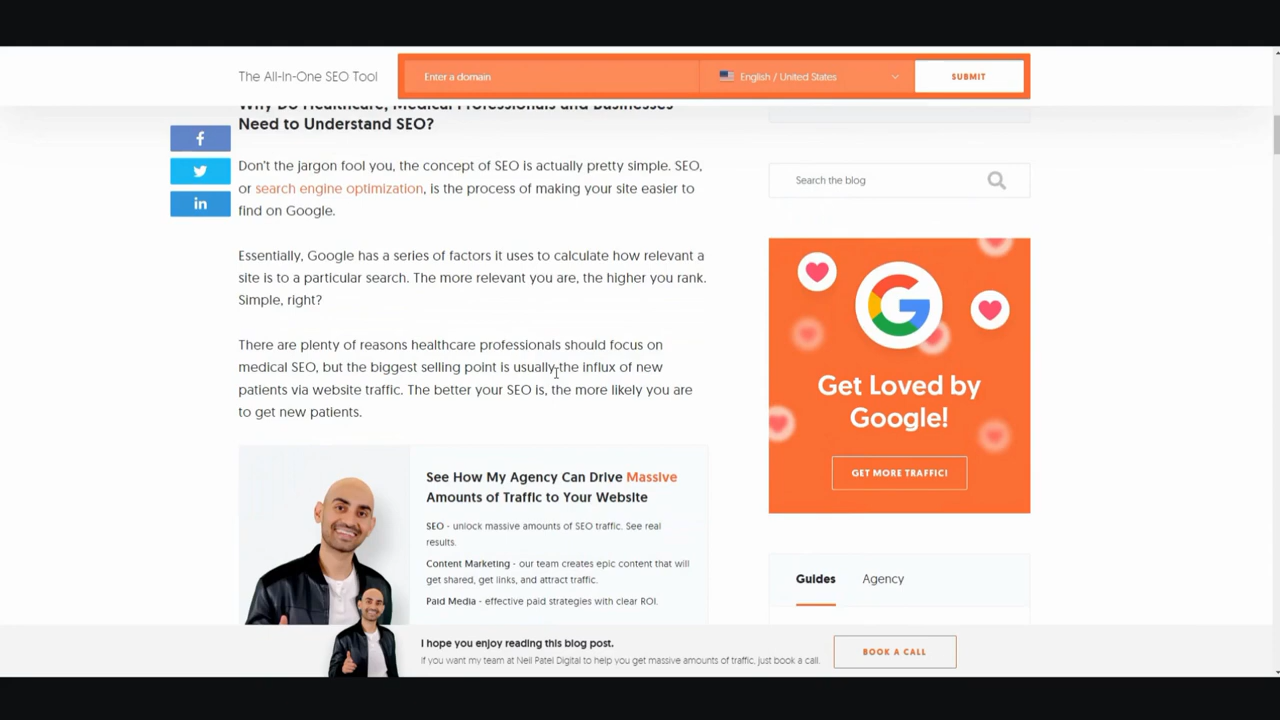 The All-In-One SEO Tool
Enter a domain
English / United States
SUBMIT
Why Do Healthcare, Medical Professionals and Businesses
Need to Understand SEO?
Don't the jargon fool you, the concept of SEO is actually pretty simple. SEO,
or search engine optimization, is the process of making your site easier to
find on Google.
Essentially, Google has a series of factors it uses to calculate how relevant a
site is to a particular search. The more relevant you are, the higher you rank.
Simple, right?
There are plenty of reasons healthcare professionals should focus on
medical SEO, but the biggest selling point is usually the influx of new
patients via website traffic. The better your SEO is, the more likely you are
to get new patients.
See How My Agency Can Drive Massive
Amounts of Traffic to Your Website
SEO - unlock massive amounts of SEO traffic. See real
results.
Content Marketing - our team creates epic content that will
get shared, get links, and attract traffic.
Paid Media - effective paid strategies with clear ROI.
Search the blog
G
Get Loved by
Google!
GET MORE TRAFFIC!
Guides
Agency
I hope you enjoy reading this blog post.
If you want my team at Neil Patel Digital to help you get massive amounts of traffic, just book a call.
BOOK A CALL